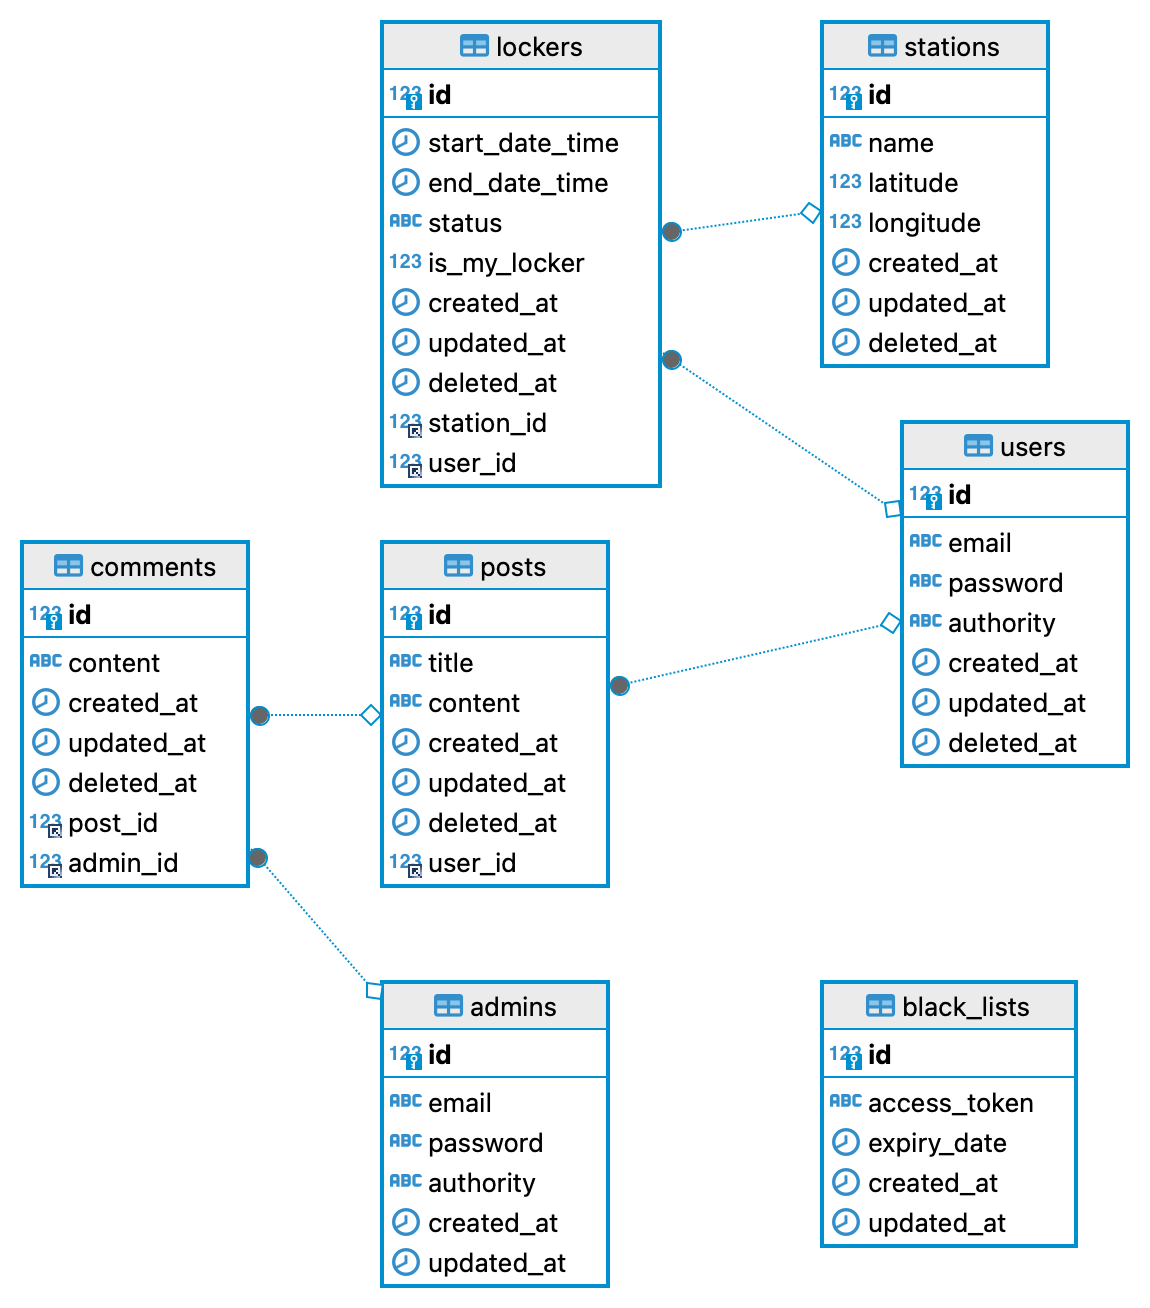 lockers
123 id
start_date_time
end_date_time
ABC status
123 is_my_locker
created_at
updated_at
deleted_at
123 station_id
123 user_id
stations
123 id
ABC name
123 latitude
123 longitude
created_at
updated_at
deleted_at
users
123 id
ABC email
ABC password
ABC authority
created_at
updated_at
deleted_at
comments
123 id
ABC content
created_at
updated_at
deleted_at
123 post_id
123 admin_id
posts
123 id
ABC title
ABC content
created_at
updated_at
deleted_at
123 user_id
admins
123 id
ABC email
ABC password
ABC authority
created_at
updated_at
black_lists
123 id
ABC access_token
expiry_date
created_at
updated_at